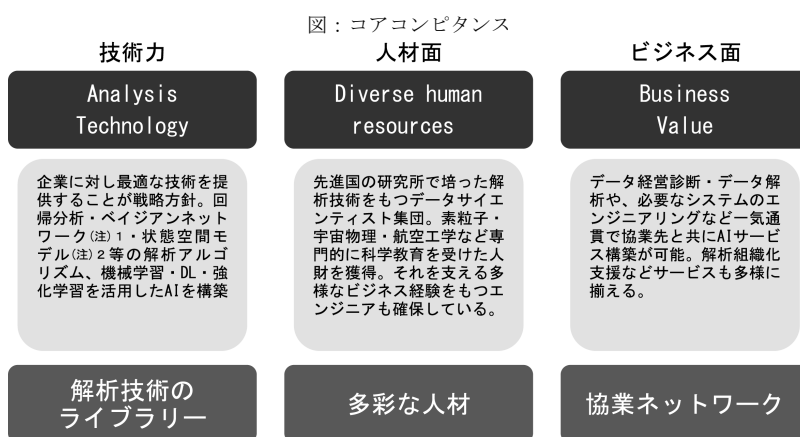 図：コアコンピタンス
技術力
Analysis
Technology
企業に対し最適な技術を提
供することが戦略方針。回
帰分析・ベイジアンネット
ワーク(注)1・状態空間モ
デル(注)2等の解析アルゴ
リズム、機械学習・DL・強
化学習を活用したAIを構築
解析技術の
ライブラリー
人材面
Diverse human
resources
先進国の研究所で培った解
析技術をもつデータサイエ
ンティスト集団。素粒子・
宇宙物理・航空工学など専
門的に科学教育を受けた人
財を獲得。それを支える多
様なビジネス経験をもつエ
ンジニアも確保している。
多彩な人材
ビジネス面
Business
Value
データ経営診断・データ解
析や、必要なシステムのエ
ンジニアリングなど一気通
貫で協業先と共にAIサービ
ス構築が可能。解析組織化
支援などサービスも多様に
揃える。
協業ネットワーク